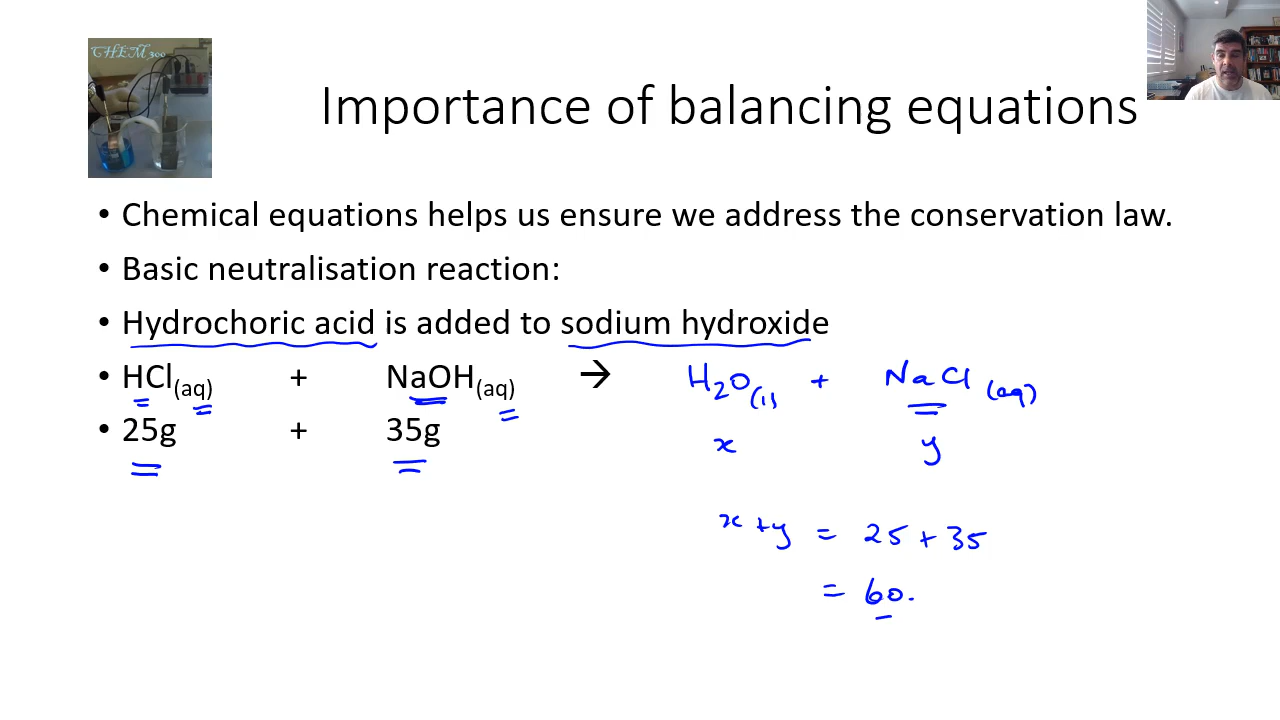 CHEM300
Importance of balancing equations
• Chemical equations helps us ensure we address the conservation law.
• Basic neutralisation reaction:
• Hydrochoric acid is added to sodium hydroxide
• HCl(aq) + NaOH(aq) → H2O(l) + NaCl(aq)
• 25g + 35g x y
x + y = 25 + 35
= 60.